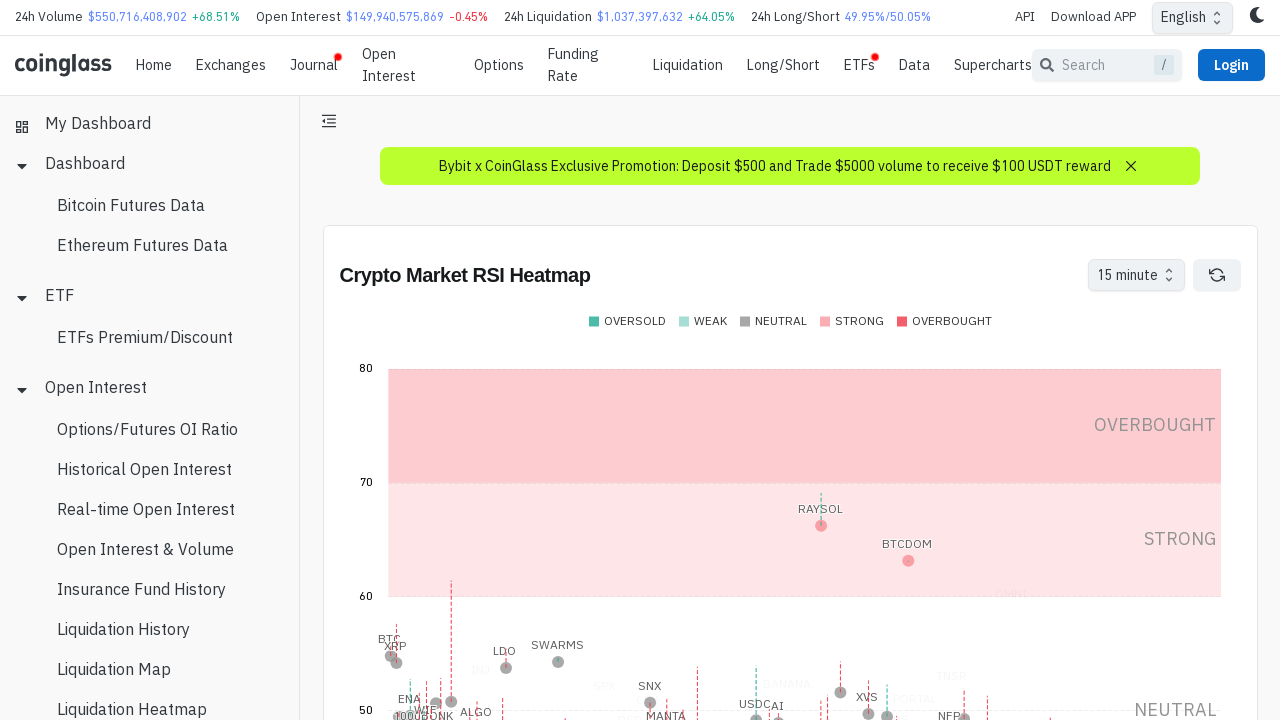 24h Volume $550,716,408,902 +68.51% Open Interest $149,940,575,869 -0.45% 24h Liquidation $1,037,397,632 +64.05% 24h Long/Short 49.95%/50.05% API Download APP English
coinglass Home Exchanges Journal Open Interest Options Funding Rate Liquidation Long/Short ETFs Data Supercharts Search / Login
My Dashboard
Dashboard
Bitcoin Futures Data
Ethereum Futures Data
ETF
ETFs Premium/Discount
Open Interest
Options/Futures OI Ratio
Historical Open Interest
Real-time Open Interest
Open Interest & Volume
Insurance Fund History
Liquidation History
Liquidation Map
Liquidation Heatmap
Bybit x CoinGlass Exclusive Promotion: Deposit $500 and Trade $5000 volume to receive $100 USDT reward
Crypto Market RSI Heatmap
15 minute
OVERSOLD WEAK NEUTRAL STRONG OVERBOUGHT
80
OVERBOUGHT
70
RAYSOL
STRONG
BTCDOM
60
BTC
XRP
LDO
SWARMS
INJ
SPX
SNX
BANANA
TNSR
ENA
WIF
ALGO
MANTA
USDC
AI
XVS
NFP
50
NEUTRAL